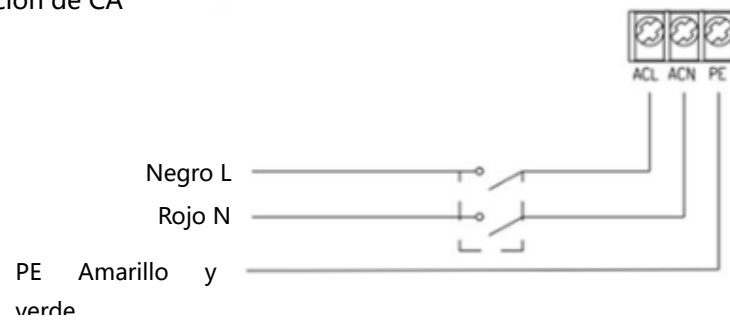 ción de CA
ACL ACN PE
Negro L
Rojo N
PE Amarillo y
verde